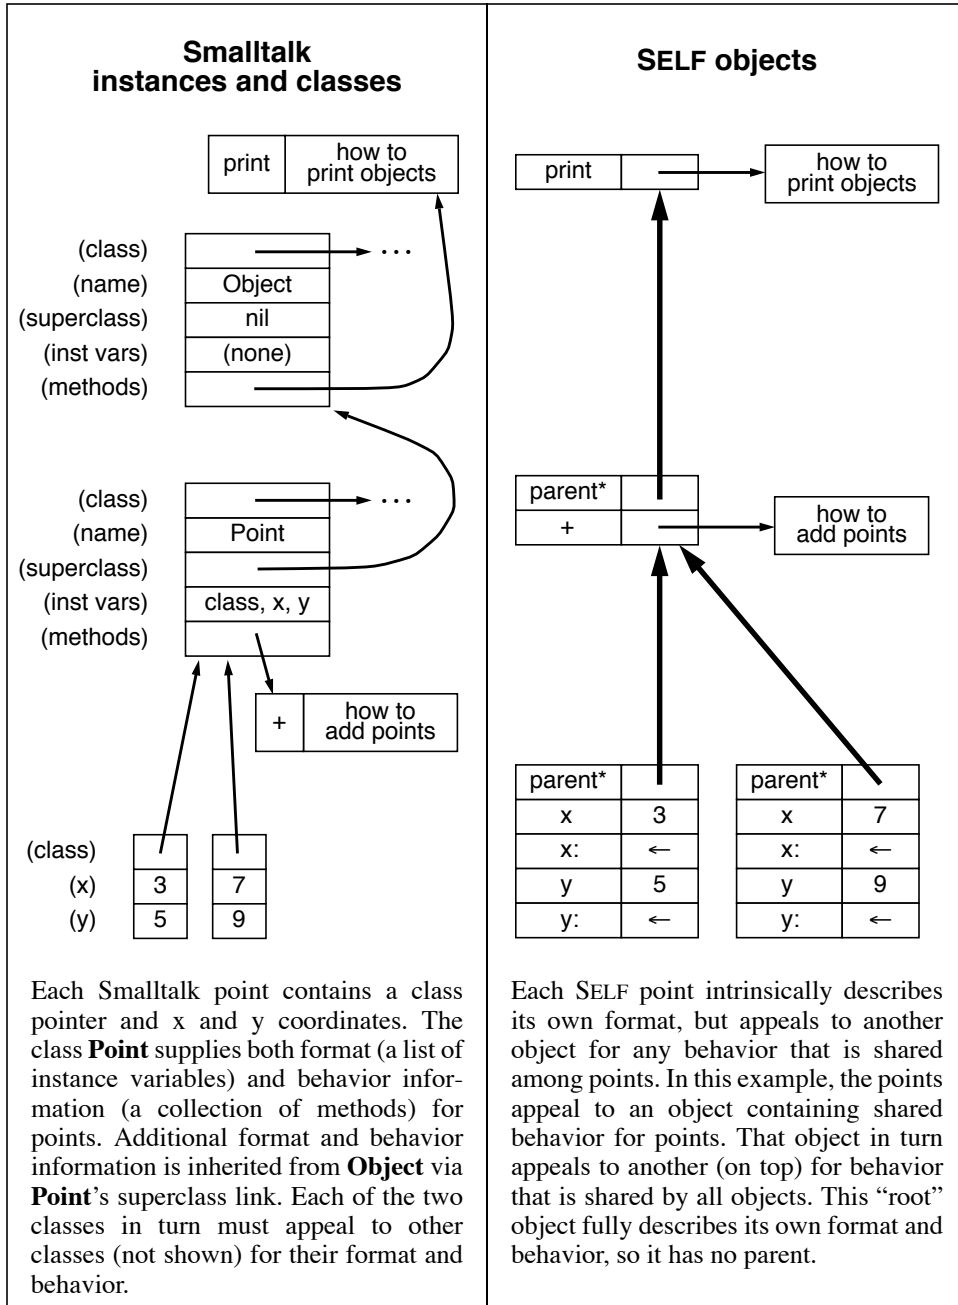 Smalltalk
instances and classes
print
how to
print objects
(class)
...
(name)
Object
(superclass)
nil
(inst vars)
(none)
(methods)
(class)
...
(name)
Point
(superclass)
(inst vars)
class, x, y
(methods)
+
how to
add points
(class)
(x)
3
7
(y)
5
9
Each Smalltalk point contains a class
pointer and x and y coordinates. The
class Point supplies both format (a list of
instance variables) and behavior infor-
mation (a collection of methods) for
points. Additional format and behavior
information is inherited from Object via
Point’s superclass link. Each of the two
classes in turn must appeal to other
classes (not shown) for their format and
behavior.
SELF objects
print
how to
print objects
parent*
+
how to
add points
parent*
x
3
x:
←
y
5
y:
←
parent*
x
7
x:
←
y
9
y:
←
Each SELF point intrinsically describes
its own format, but appeals to another
object for any behavior that is shared
among points. In this example, the points
appeal to an object containing shared
behavior for points. That object in turn
appeals to another (on top) for behavior
that is shared by all objects. This “root”
object fully describes its own format and
behavior, so it has no parent.